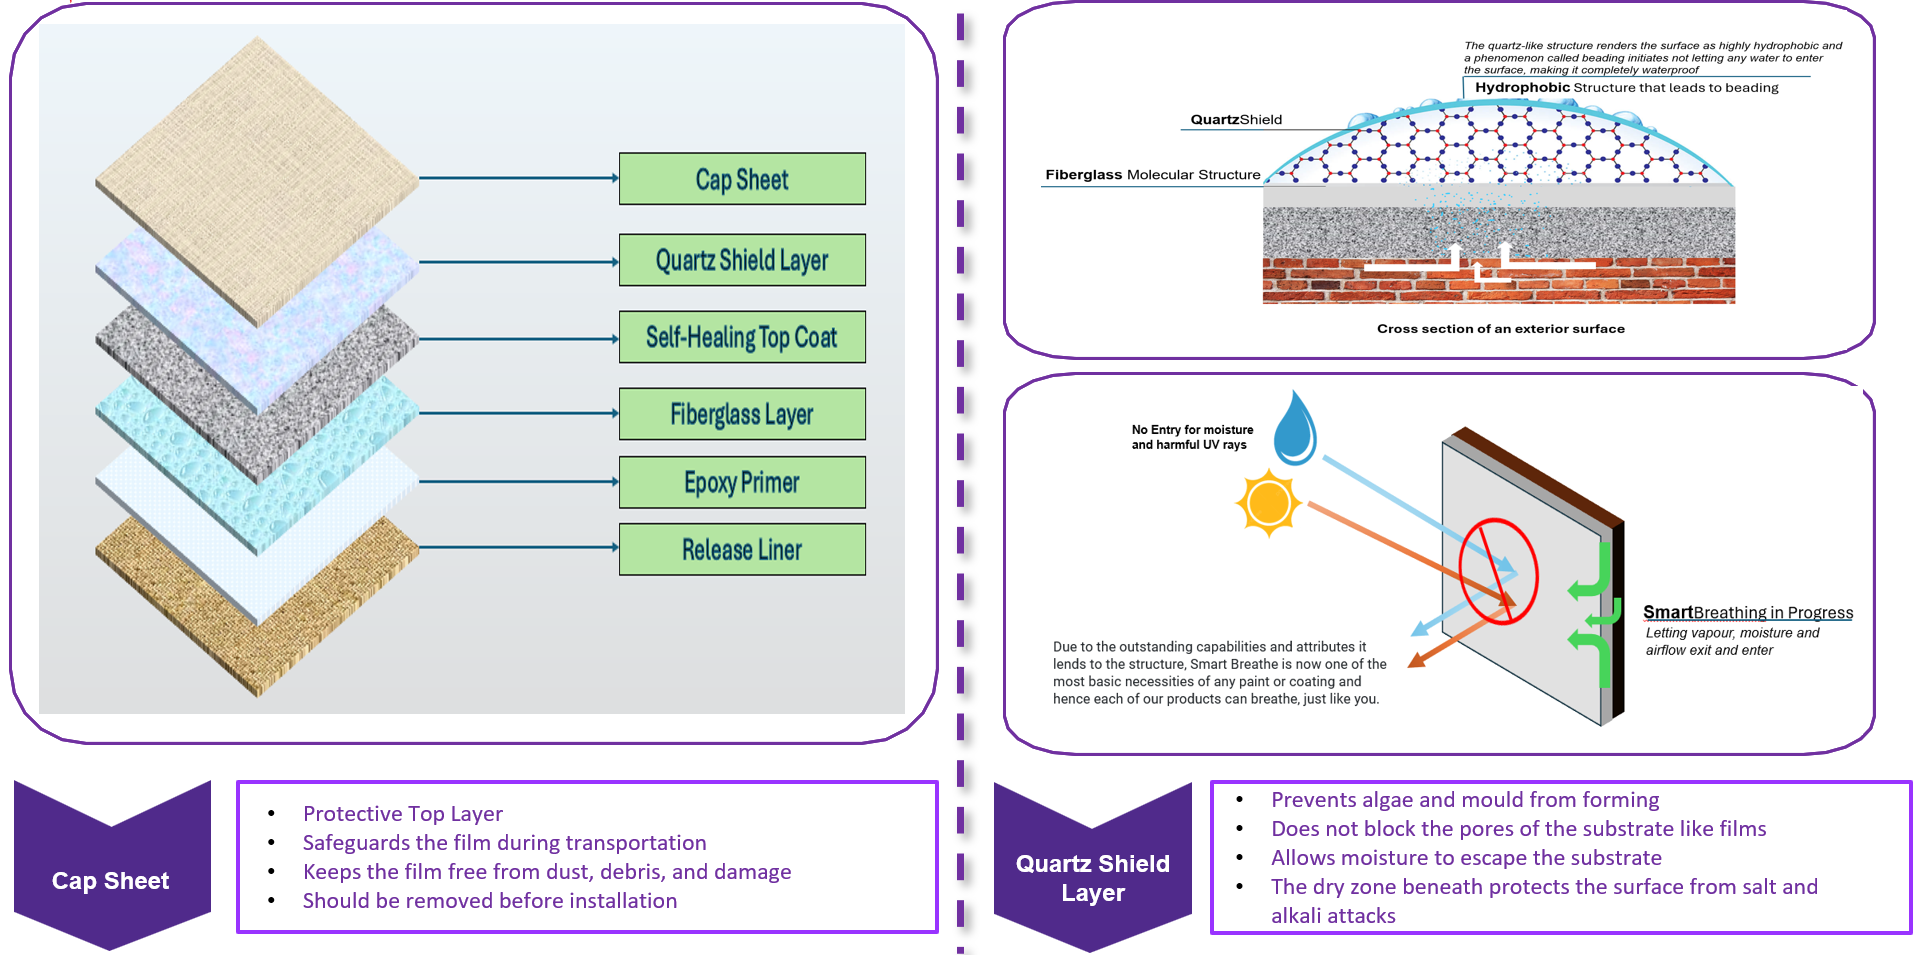 Cap Sheet
Quartz Shield Layer
Self-Healing Top Coat
Fiberglass Layer
Epoxy Primer
Release Liner
Cap Sheet
• Protective Top Layer
• Safeguards the film during transportation
• Keeps the film free from dust, debris, and damage
• Should be removed before installation
The quartz-like structure renders the surface as highly hydrophobic and
a phenomenon called beading initiates not letting any water to enter
the surface, making it completely waterproof
Hydrophobic Structure that leads to beading
QuartzShield
Fiberglass Molecular Structure
Cross section of an exterior surface
No Entry for moisture
and harmful UV rays
SmartBreathing in Progress
Letting vapour, moisture and
airflow exit and enter
Due to the outstanding capabilities and attributes it
lends to the structure, Smart Breathe is now one of the
most basic necessities of any paint or coating and
hence each of our products can breathe, just like you.
Quartz Shield
Layer
• Prevents algae and mould from forming
• Does not block the pores of the substrate like films
• Allows moisture to escape the substrate
• The dry zone beneath protects the surface from salt and
alkali attacks